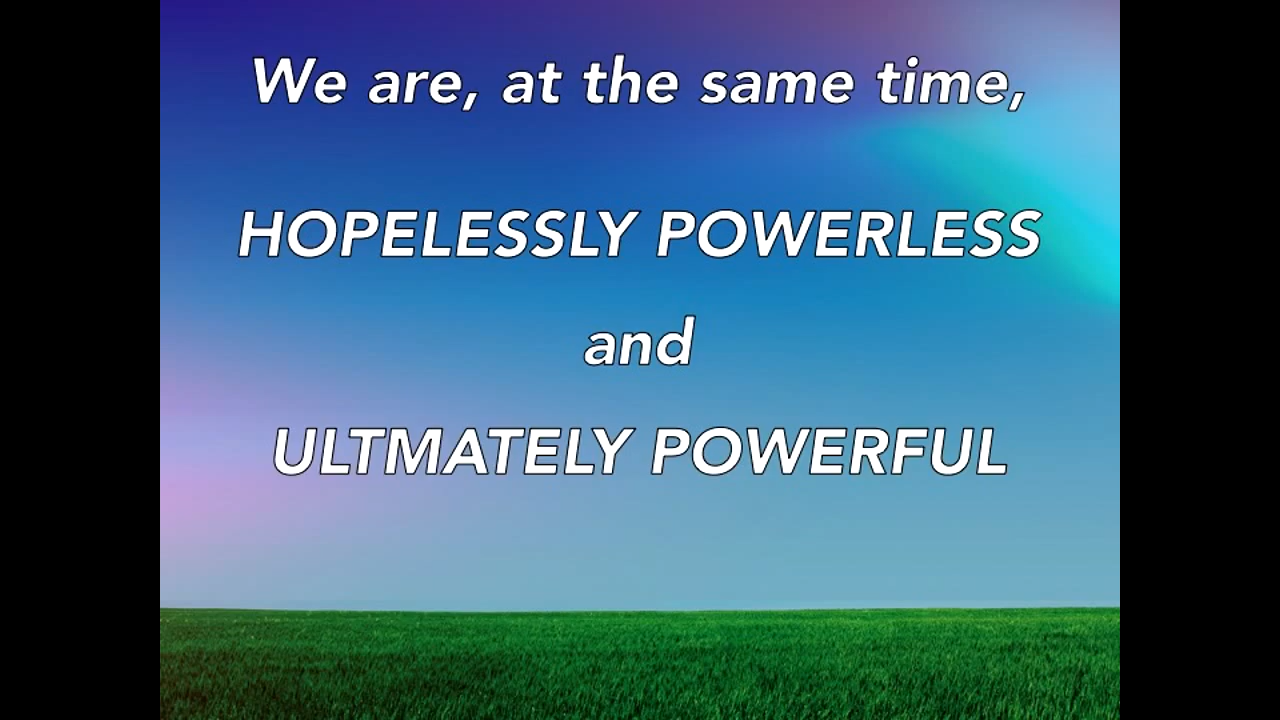 We are, at the same time,
HOPELESSLY POWERLESS
and
ULTMATELY POWERFUL